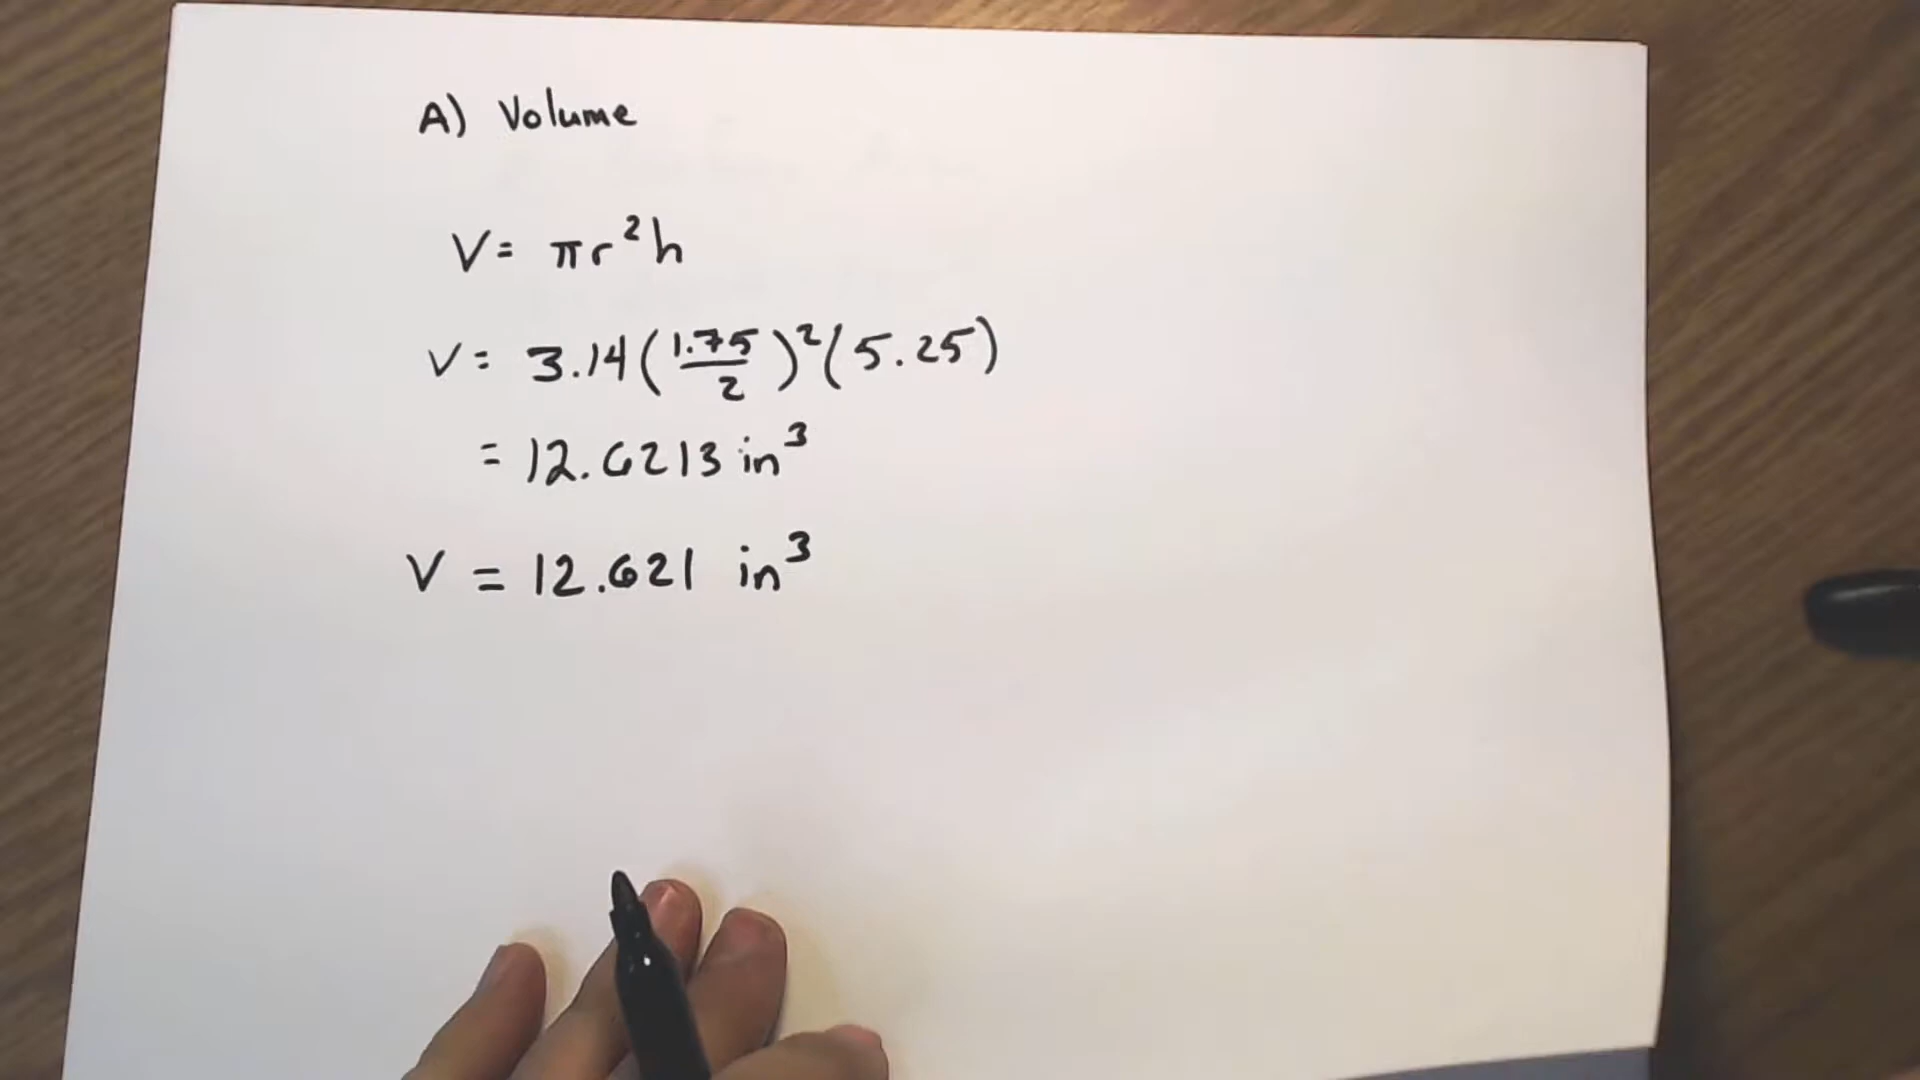 A) Volume
V = πr²h
V = 3.14(1.75/2)²(5.25)
= 12.6213 in³
V = 12.621 in³